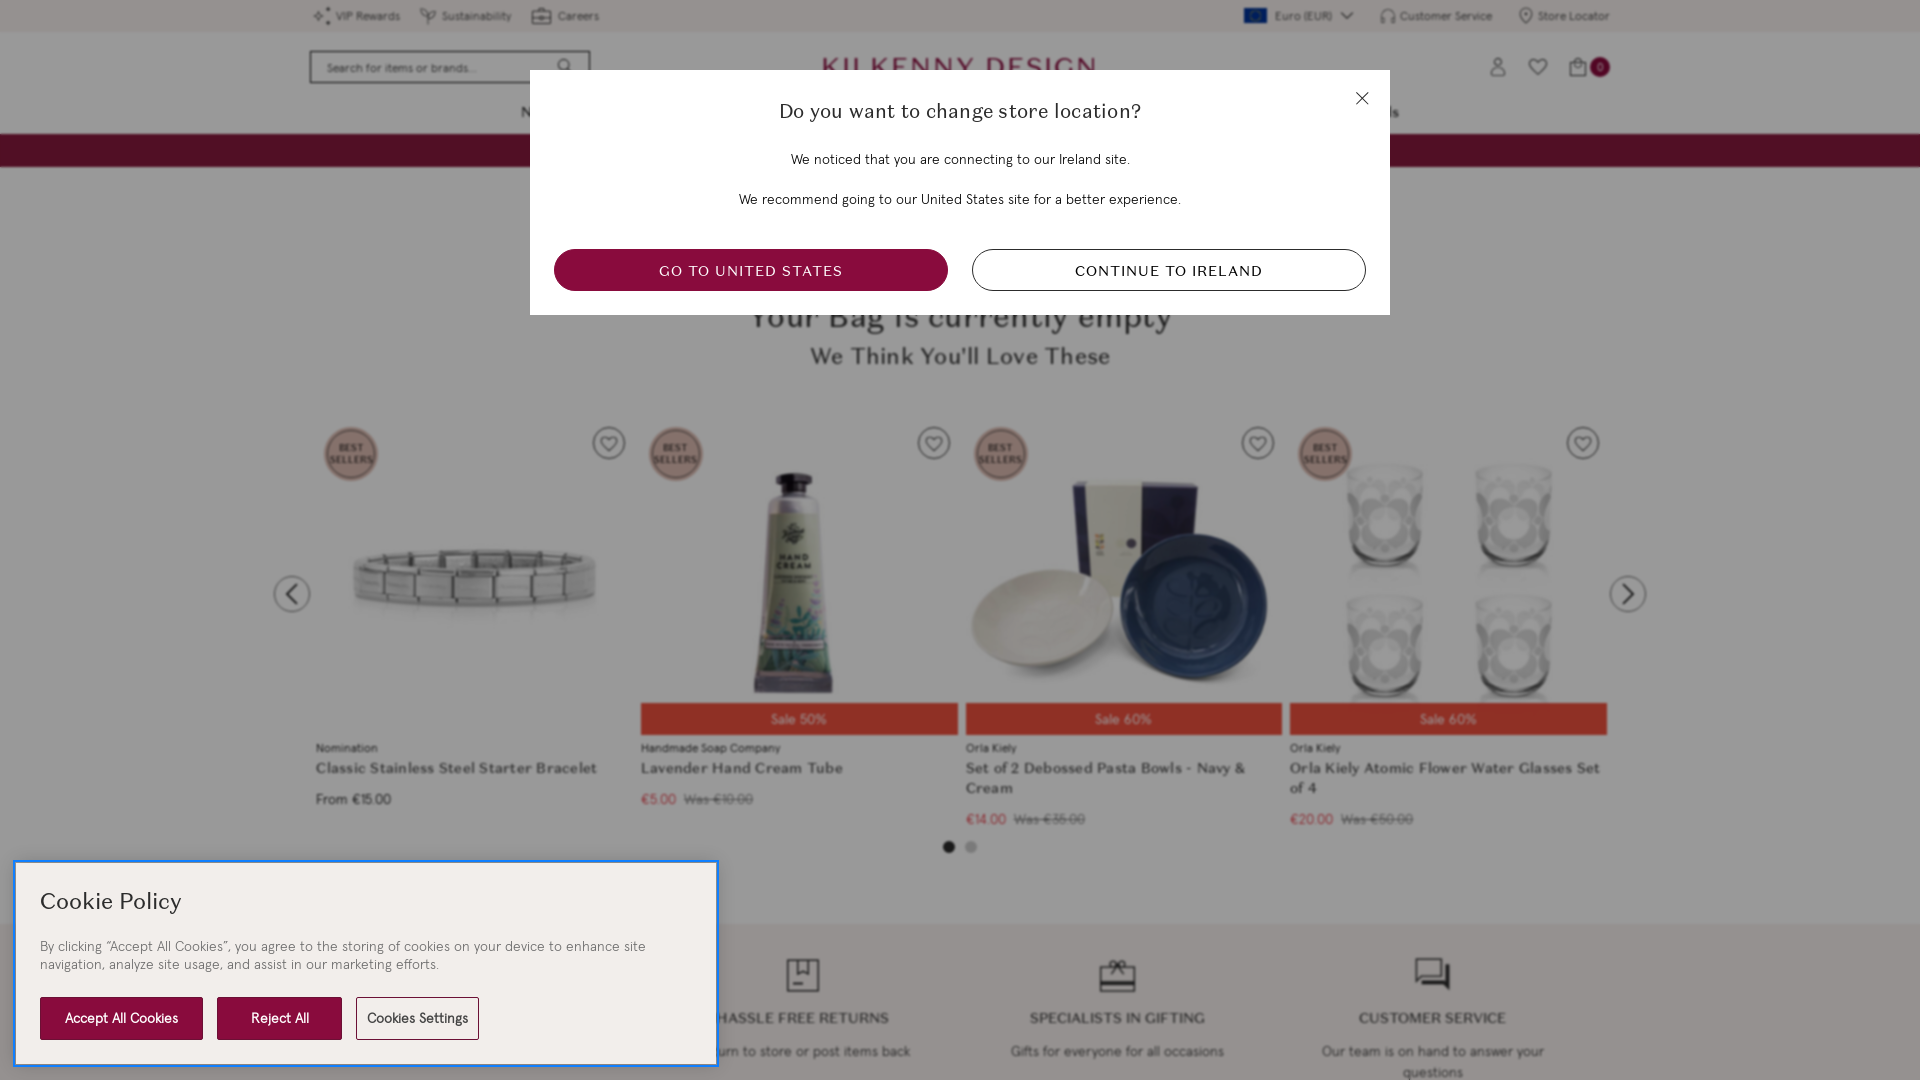 VIP Rewards
Sustainability
Careers
Euro (EUR)
Customer Service
Store Locator
Search for items or brands...
KILKENNY DESIGN
0
Do you want to change store location?
We noticed that you are connecting to our Ireland site.
We recommend going to our United States site for a better experience.
GO TO UNITED STATES
CONTINUE TO IRELAND
Your Bag is currently empty
We Think You'll Love These
BEST
SELLERS
BEST
SELLERS
BEST
SELLERS
BEST
SELLERS
HAND
CREAM
Sale 50%
Sale 60%
Sale 60%
Nomination
Classic Stainless Steel Starter Bracelet
From €15.00
Handmade Soap Company
Lavender Hand Cream Tube
€5.00 Was €10.00
Orla Kiely
Set of 2 Debossed Pasta Bowls - Navy &
Cream
€14.00 Was €35.00
Orla Kiely
Orla Kiely Atomic Flower Water Glasses Set
of 4
€20.00 Was €50.00
Cookie Policy
By clicking “Accept All Cookies”, you agree to the storing of cookies on your device to enhance site
navigation, analyze site usage, and assist in our marketing efforts.
Accept All Cookies
Reject All
Cookies Settings
HASSLE FREE RETURNS
to store or post items back
SPECIALISTS IN GIFTING
Gifts for everyone for all occasions
CUSTOMER SERVICE
Our team is on hand to answer your
questions